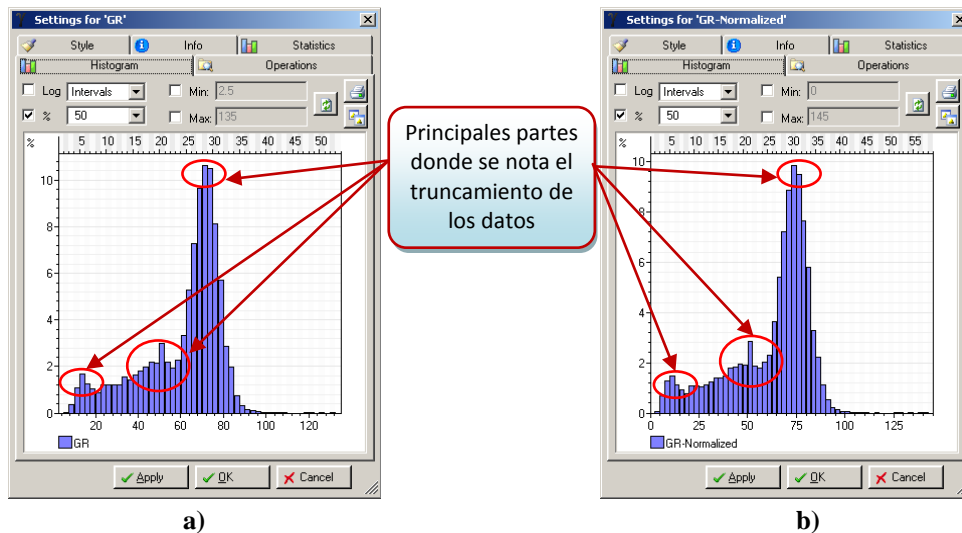 Settings for 'GR'
Style Info Statistics
Histogram Operations
Log Intervals Min: 2.5
% 50 Max: 135
% 5 10 15 20 25 30 35 40 45 50
10
8
6
4
2
0
20 40 60 80 100 120
GR
Apply OK Cancel
a)
Principales partes
donde se nota el
truncamiento de
los datos
Settings for 'GR-Normalized'
Style Info Statistics
Histogram Operations
Log Intervals Min: 0
% 50 Max: 145
% 5 10 15 20 25 30 35 40 45 50 55
10
8
6
4
2
0
0 25 50 75 100 125
GR-Normalized
Apply OK Cancel
b)